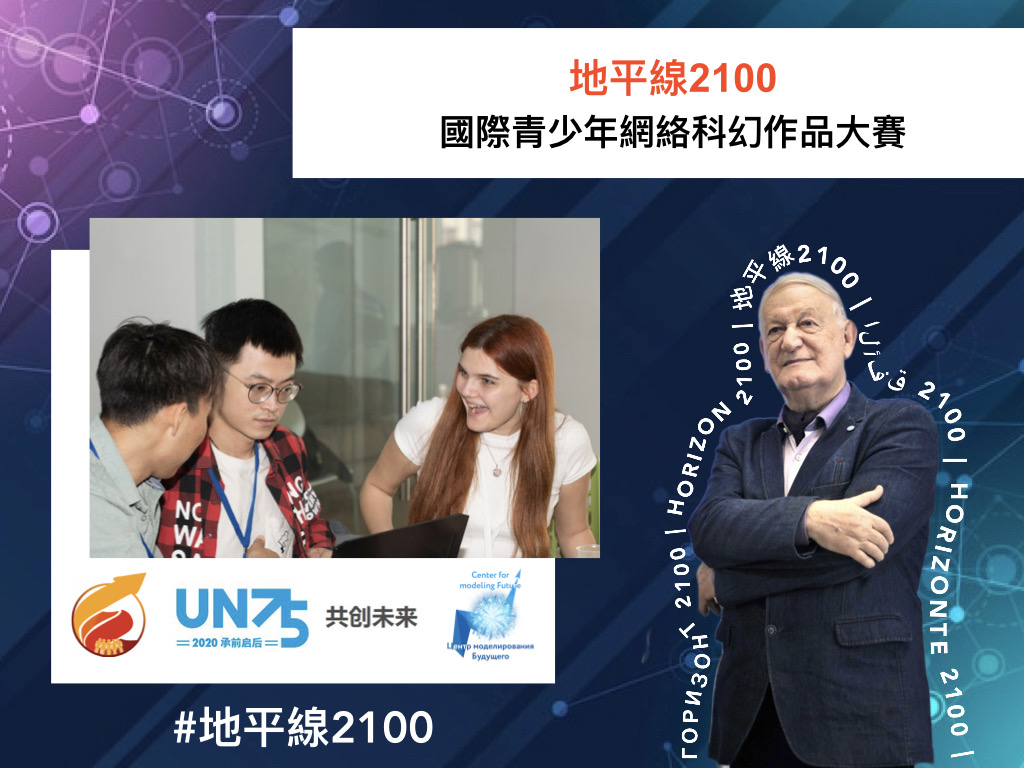 地平線2100
國際青少年網絡科幻作品大賽
ГОРИЗОНТ 2100 | HORIZON 2100 | 地平線2100 | الأفق 2100 | HORIZONTE 2100 |
NO
WA
UN75
2020 承前启后
共创未来
Center for
modeling Future
Центр моделирования
Будущего
#地平線2100